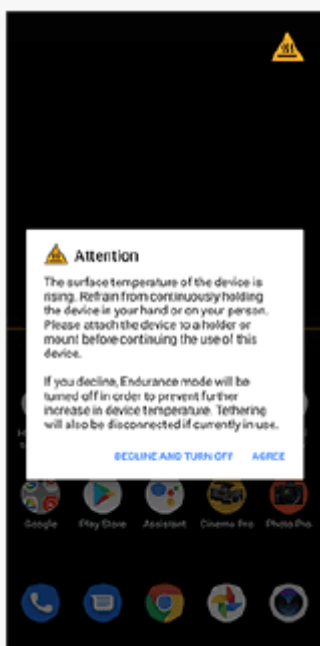 Attention
The surface temperature of the device is
rising. Refrain from continuously holding
the device in your hand or on your person.
Please attach the device to a holder or
mount before continuing the use of this
device.
If you decline, Endurance mode will be
turned off in order to prevent further
increase in device temperature. Tethering
will also be disconnected if currently in use.
DECLINE AND TURN OFF AGREE
Google Play Store Assistant Cinema Pro Photo Pro